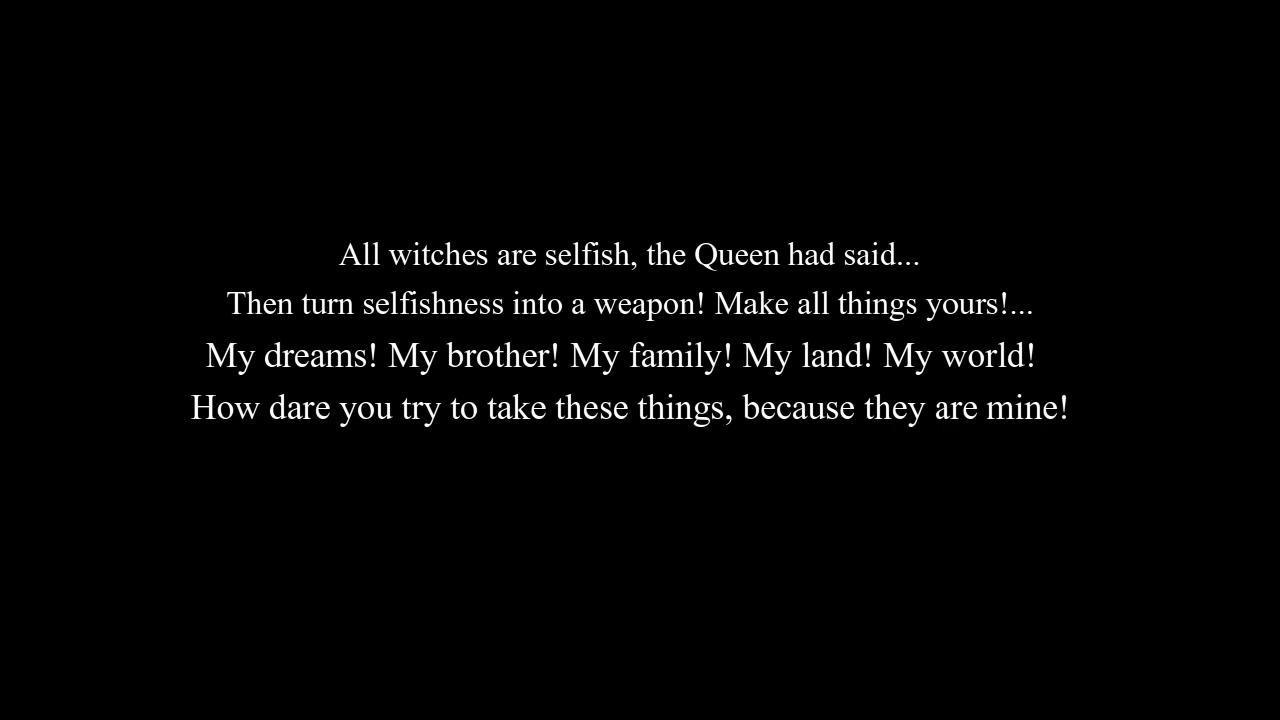 All witches are selfish, the Queen had said...
Then turn selfishness into a weapon! Make all things yours!...
My dreams! My brother! My family! My land! My world!
How dare you try to take these things, because they are mine!